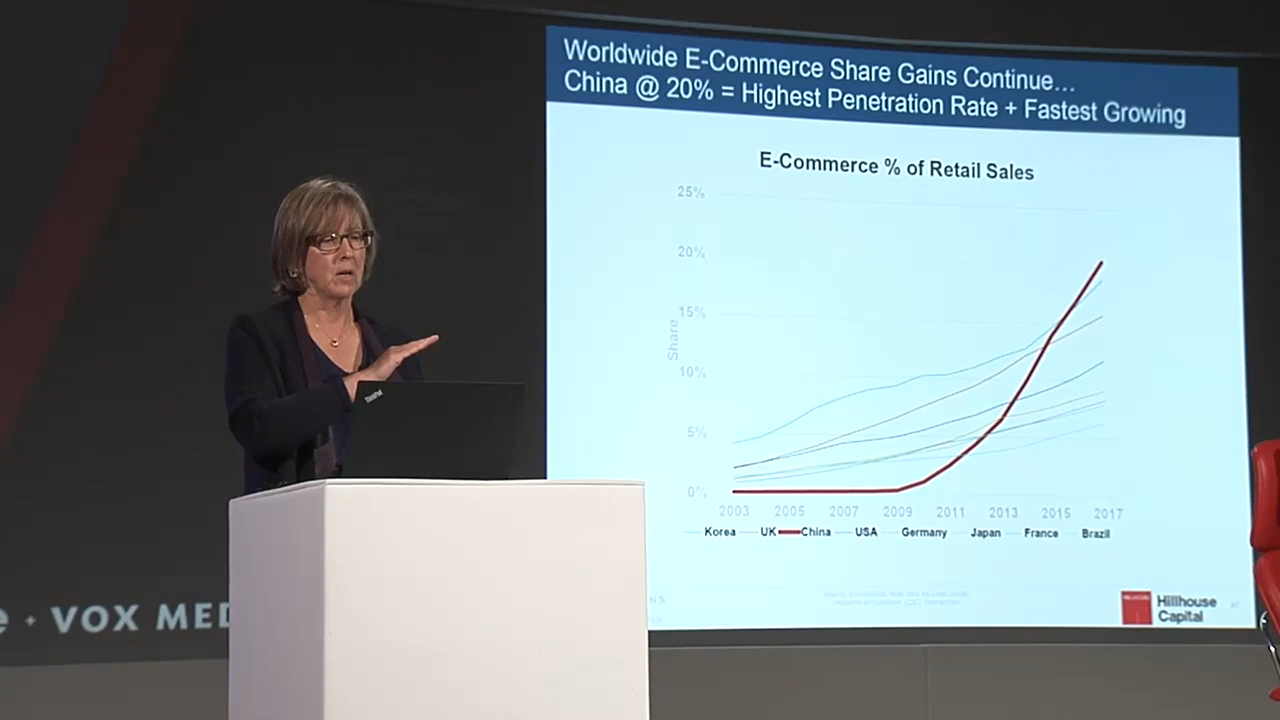 Worldwide E-Commerce Share Gains Continue...
China @ 20% = Highest Penetration Rate + Fastest Growing
E-Commerce % of Retail Sales
25%
20%
15%
10%
5%
0%
Share
2003 2005 2007 2009 2011 2013 2015 2017
Korea UK China USA Germany Japan France Brazil
Hillhouse
Capital
ThinkPad
e · VOX MED